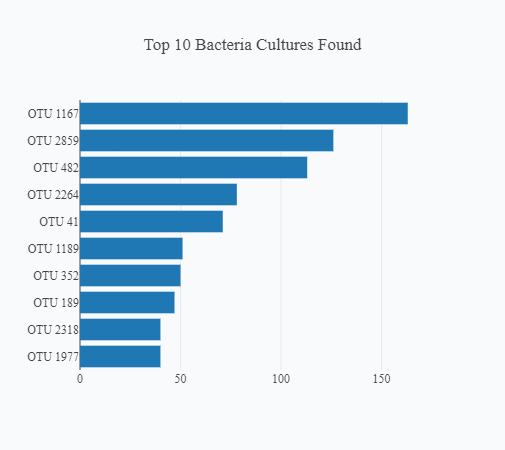 Top 10 Bacteria Cultures Found
OTU 1167
OTU 2859
OTU 482
OTU 2264
OTU 41
OTU 1189
OTU 352
OTU 189
OTU 2318
OTU 1977
0 50 100 150